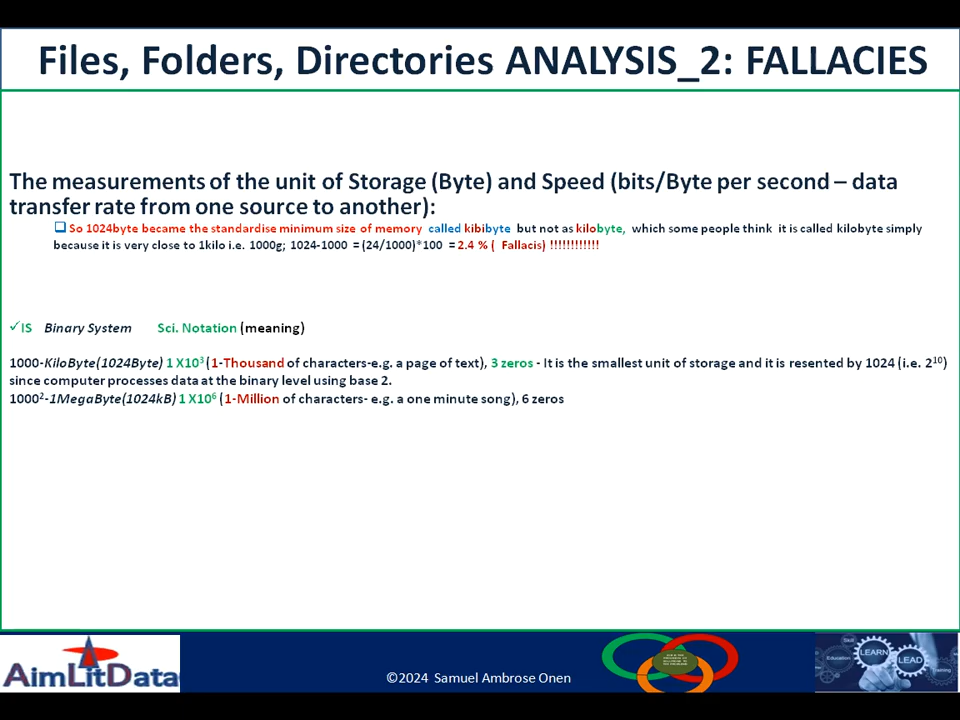 Files, Folders, Directories ANALYSIS_2: FALLACIES
The measurements of the unit of Storage (Byte) and Speed (bits/Byte per second – data
transfer rate from one source to another):
❑ So 1024byte became the standardise minimum size of memory called kibibyte but not as kilobyte, which some people think it is called kilobyte simply
because it is very close to 1kilo i.e. 1000g; 1024-1000 = (24/1000)*100 = 2.4 % ( Fallacis) !!!!!!!!!!!!
✓IS Binary System Sci. Notation (meaning)
1000-KiloByte(1024Byte) 1 X10³ (1-Thousand of characters-e.g. a page of text), 3 zeros - It is the smallest unit of storage and it is resented by 1024 (i.e. 2¹⁰)
since computer processes data at the binary level using base 2.
1000²-1MegaByte(1024kB) 1 X10⁶ (1-Million of characters- e.g. a one minute song), 6 zeros
AimLitData
©2024 Samuel Ambrose Onen
Skill
Education
LEARN
LEAD
Training